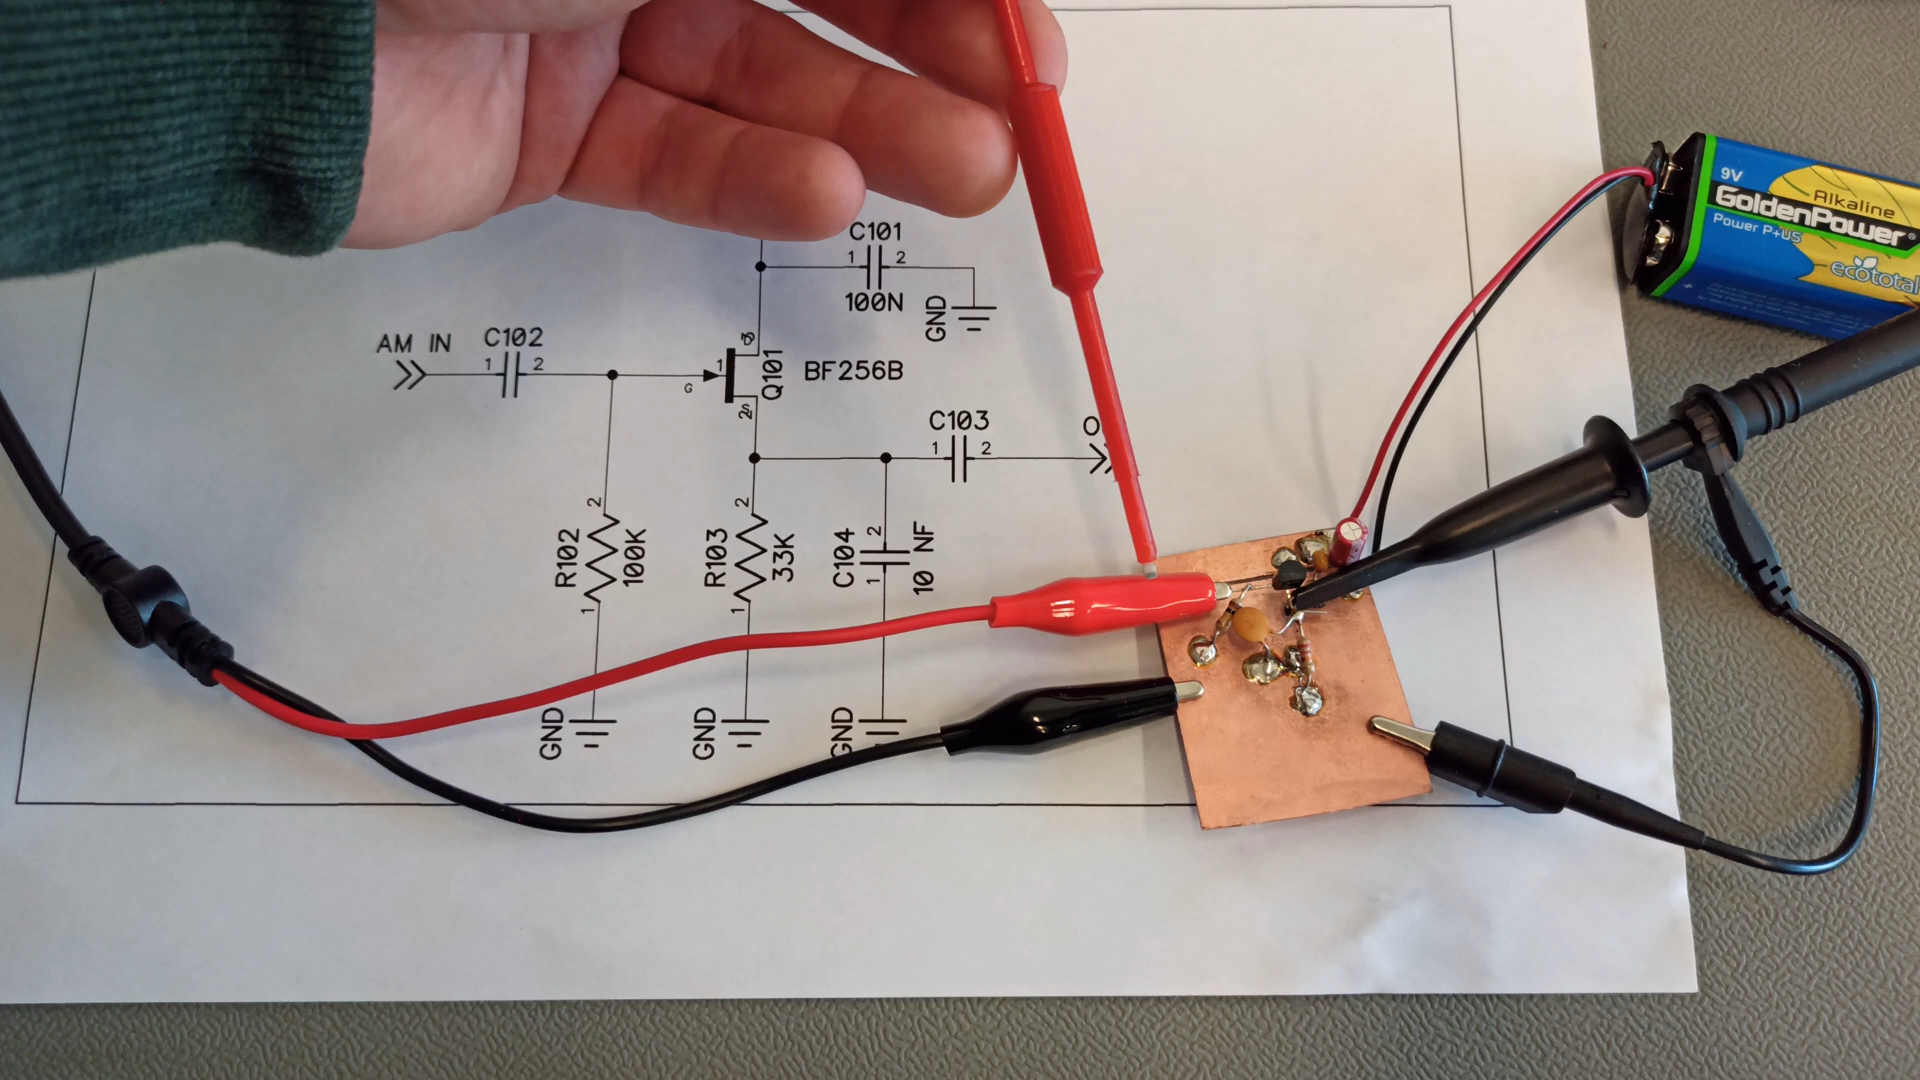 C101
1 2
100N
GND
AM IN
C102
1 2
3
1
G
Q101
BF256B
2
S
C103
1 2
O
R102
100K
2
1
R103
33K
2
1
C104
10 NF
2
1
GND
GND
GND
9V
Alkaline
GoldenPower
Power P+US
ecototal